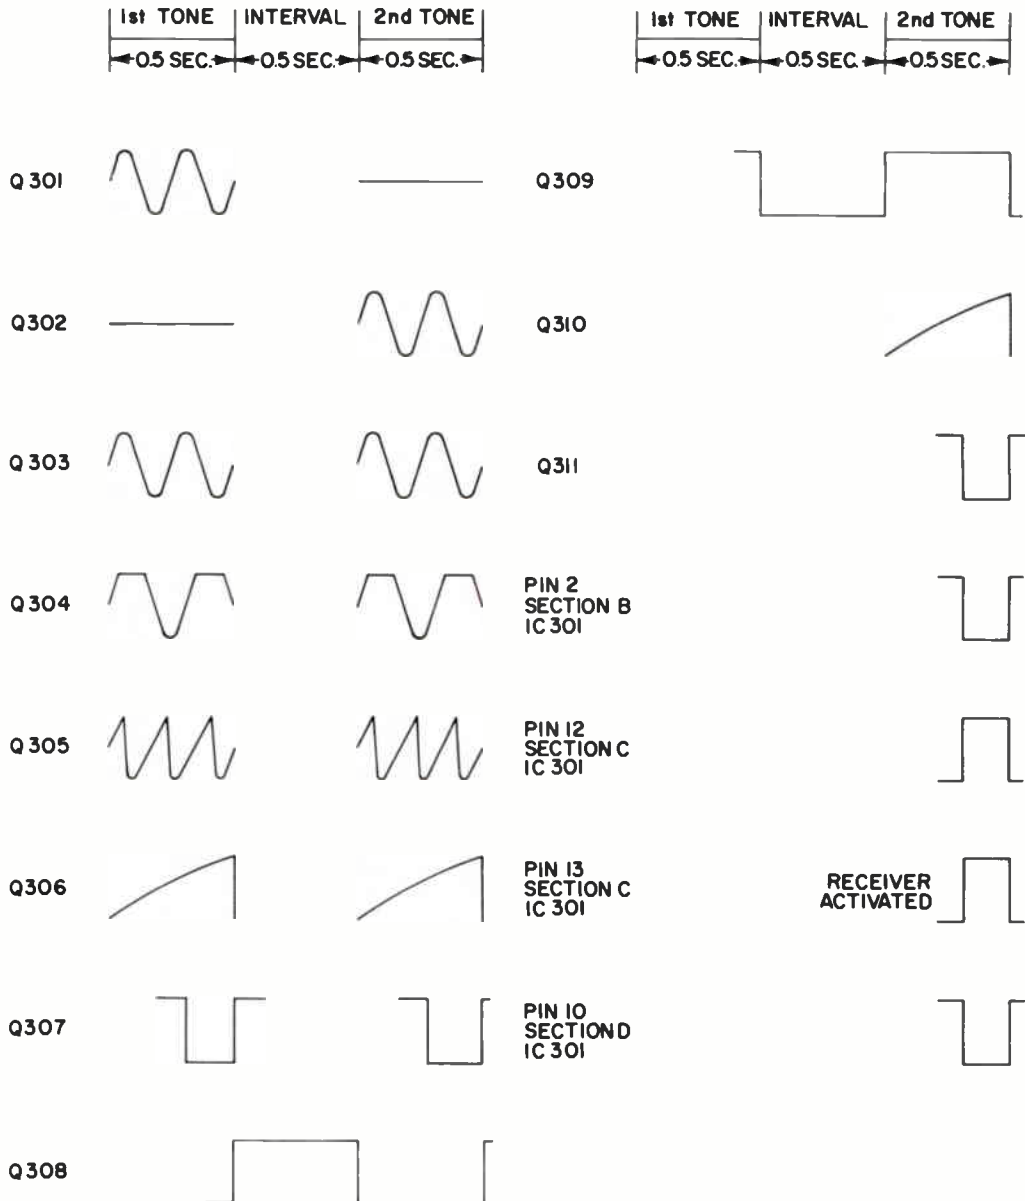 1st TONE INTERVAL 2nd TONE
0.5 SEC. 0.5 SEC. 0.5 SEC.
Q301
Q302
Q303
Q304
Q305
Q306
Q307
Q308
1st TONE INTERVAL 2nd TONE
0.5 SEC. 0.5 SEC. 0.5 SEC.
Q309
Q310
Q311
PIN 2
SECTION B
IC 301
PIN 12
SECTION C
IC 301
PIN 13
SECTION C
IC 301
RECEIVER
ACTIVATED
PIN 10
SECTION D
IC 301